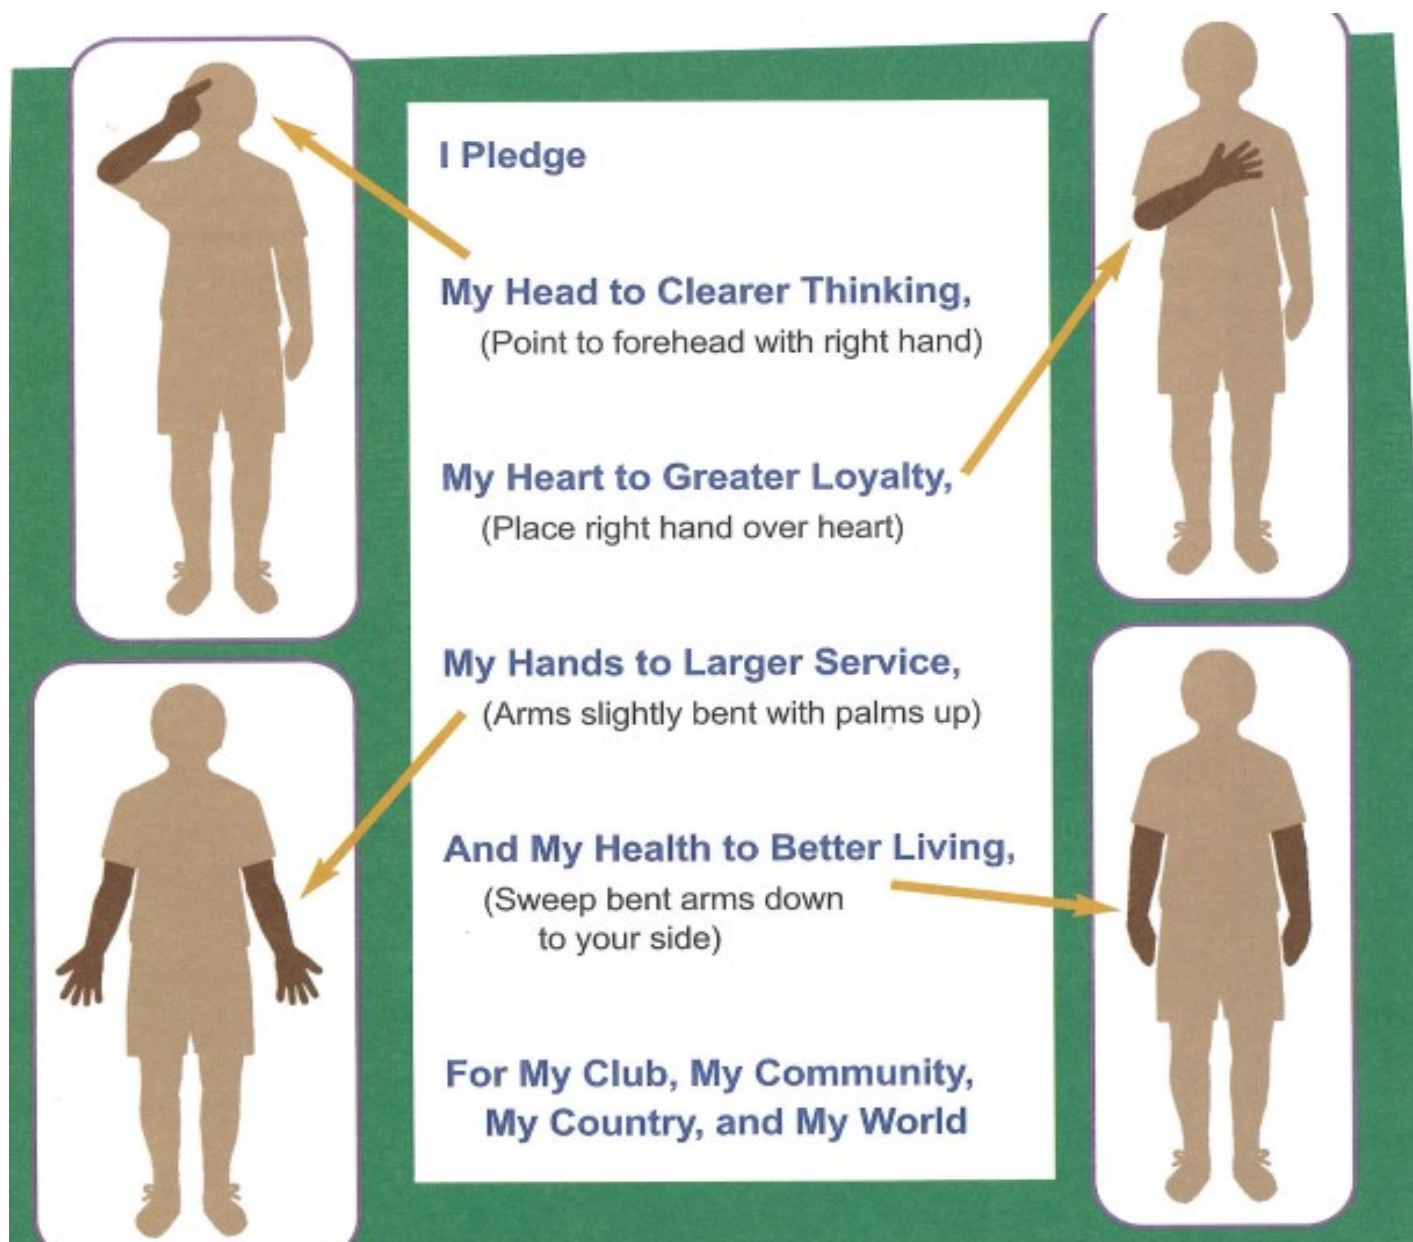 I Pledge
My Head to Clearer Thinking,
(Point to forehead with right hand)
My Heart to Greater Loyalty,
(Place right hand over heart)
My Hands to Larger Service,
(Arms slightly bent with palms up)
And My Health to Better Living,
(Sweep bent arms down
to your side)
For My Club, My Community,
My Country, and My World